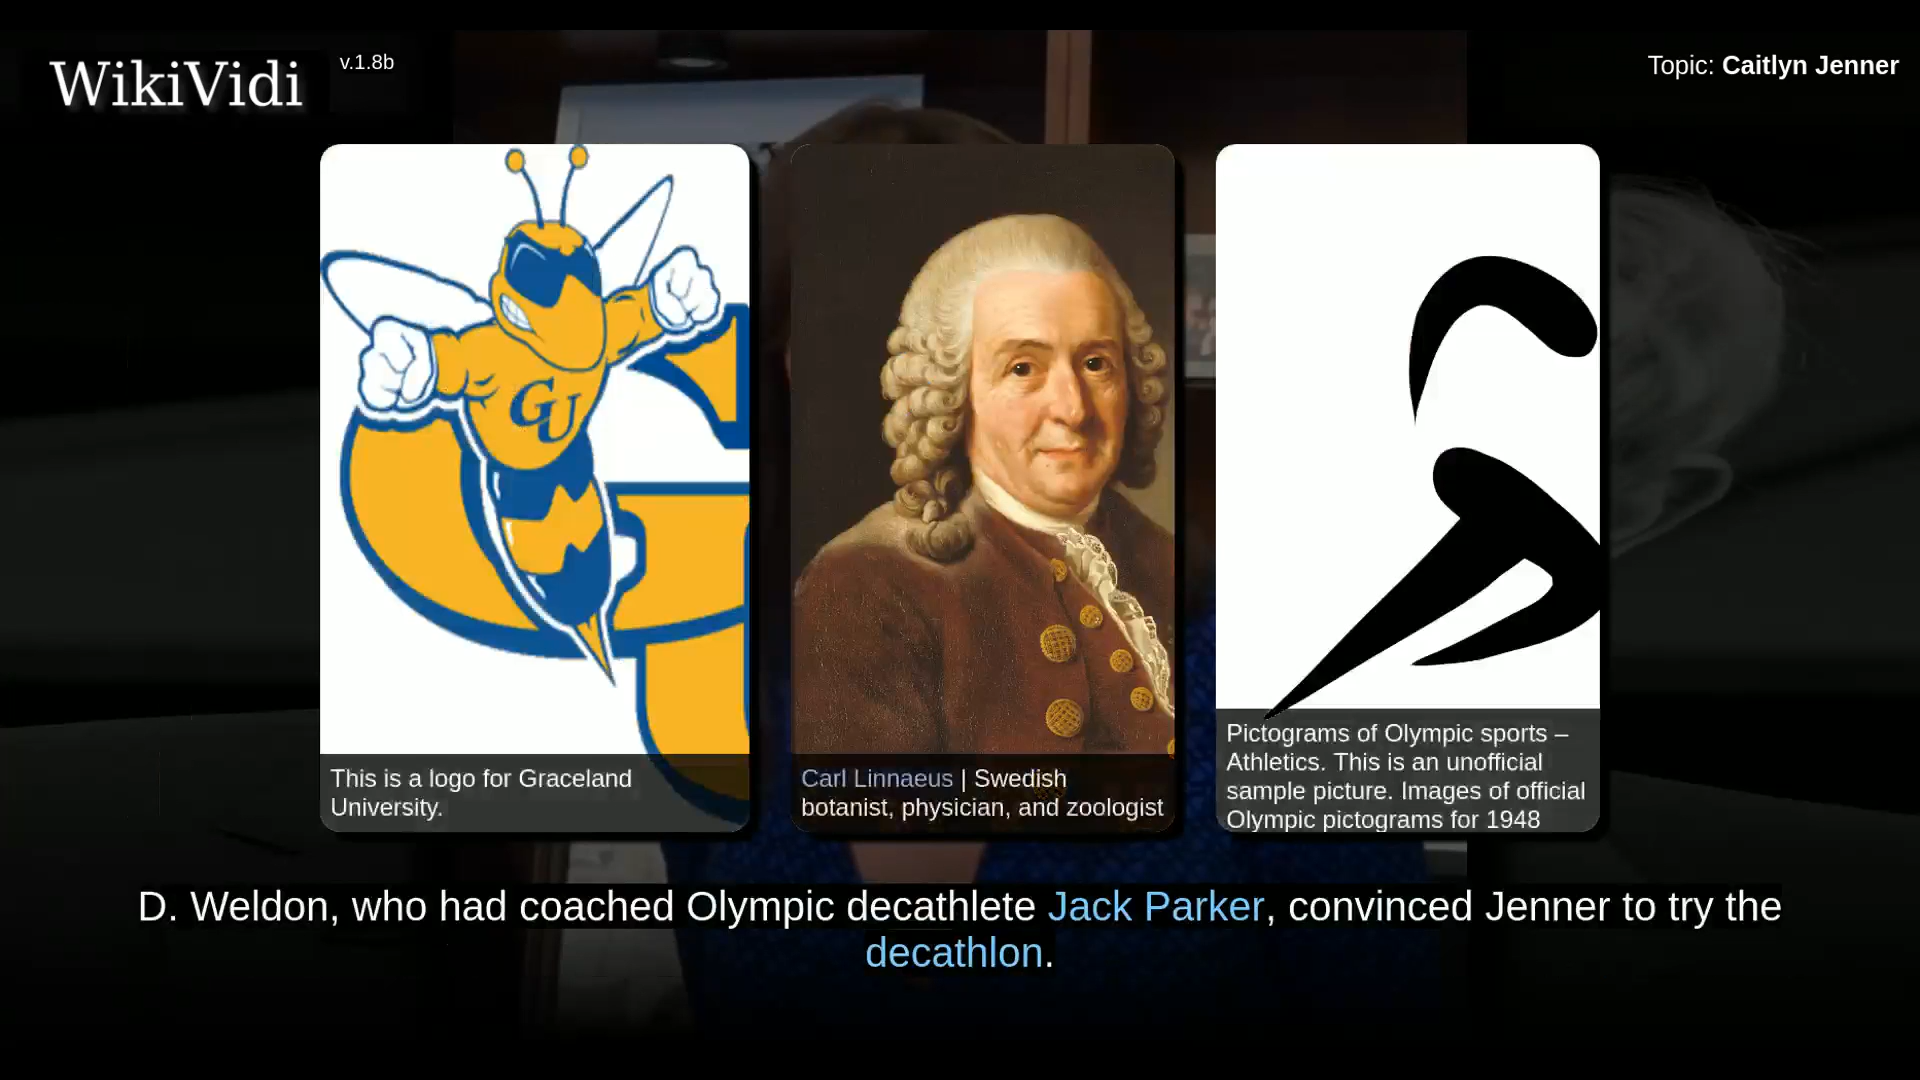 WikiVidi
v.1.8b
Topic: Caitlyn Jenner
GU
This is a logo for Graceland
University.
Carl Linnaeus | Swedish
botanist, physician, and zoologist
Pictograms of Olympic sports –
Athletics. This is an unofficial
sample picture. Images of official
Olympic pictograms for 1948
D. Weldon, who had coached Olympic decathlete Jack Parker, convinced Jenner to try the
decathlon.